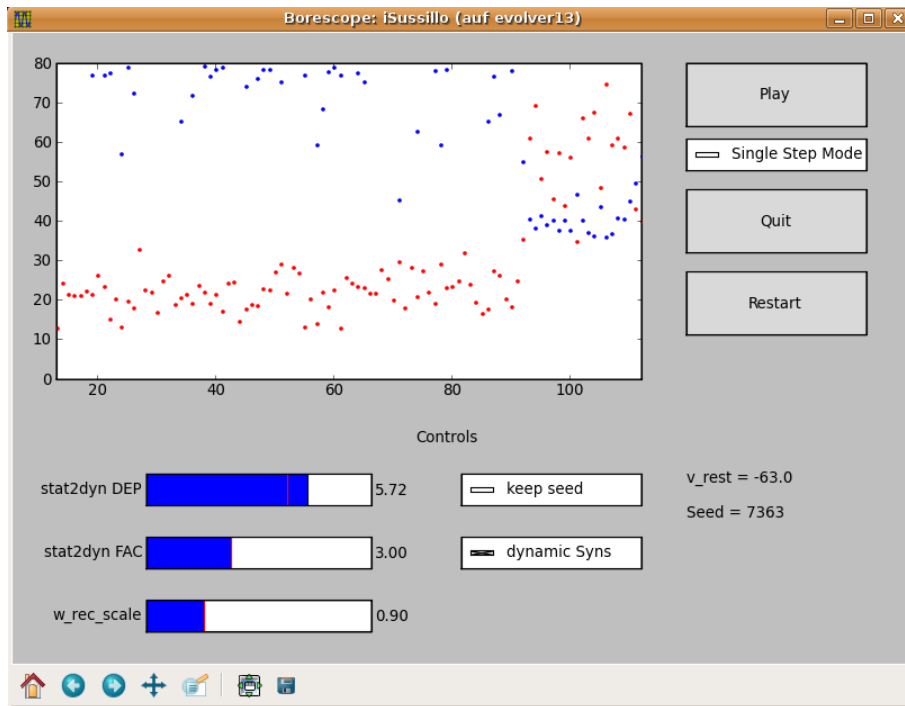 Borescope: iSussillo (auf evolver13)
80
70
60
50
40
30
20
10
0
20 40 60 80 100
Play
Single Step Mode
Quit
Restart
Controls
stat2dyn DEP 5.72
keep seed
v_rest = -63.0
Seed = 7363
stat2dyn FAC 3.00
dynamic Syns
w_rec_scale 0.90